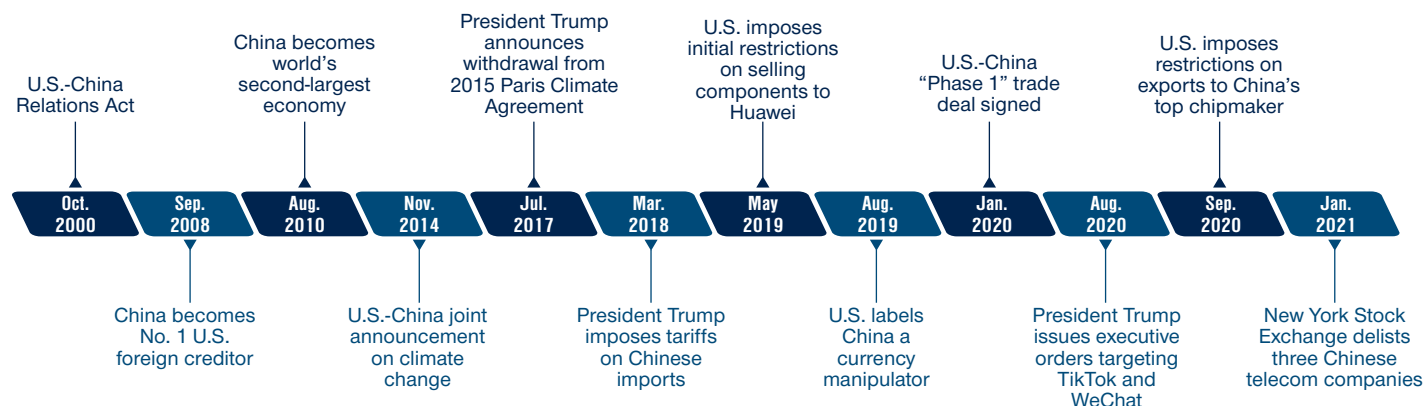 U.S.-China
Relations Act
China becomes
world's
second-largest
economy
President Trump
announces
withdrawal from
2015 Paris Climate
Agreement
U.S. imposes
initial restrictions
on selling
components to
Huawei
U.S.-China
“Phase 1” trade
deal signed
U.S. imposes
restrictions on
exports to China’s
top chipmaker
Oct.
2000
Sep.
2008
Aug.
2010
Nov.
2014
Jul.
2017
Mar.
2018
May
2019
Aug.
2019
Jan.
2020
Aug.
2020
Sep.
2020
Jan.
2021
China becomes
No. 1 U.S.
foreign creditor
U.S.-China joint
announcement
on climate
change
President Trump
imposes tariffs
on Chinese
imports
U.S. labels
China a
currency
manipulator
President Trump
issues executive
orders targeting
TikTok and
WeChat
New York Stock
Exchange delists
three Chinese
telecom companies